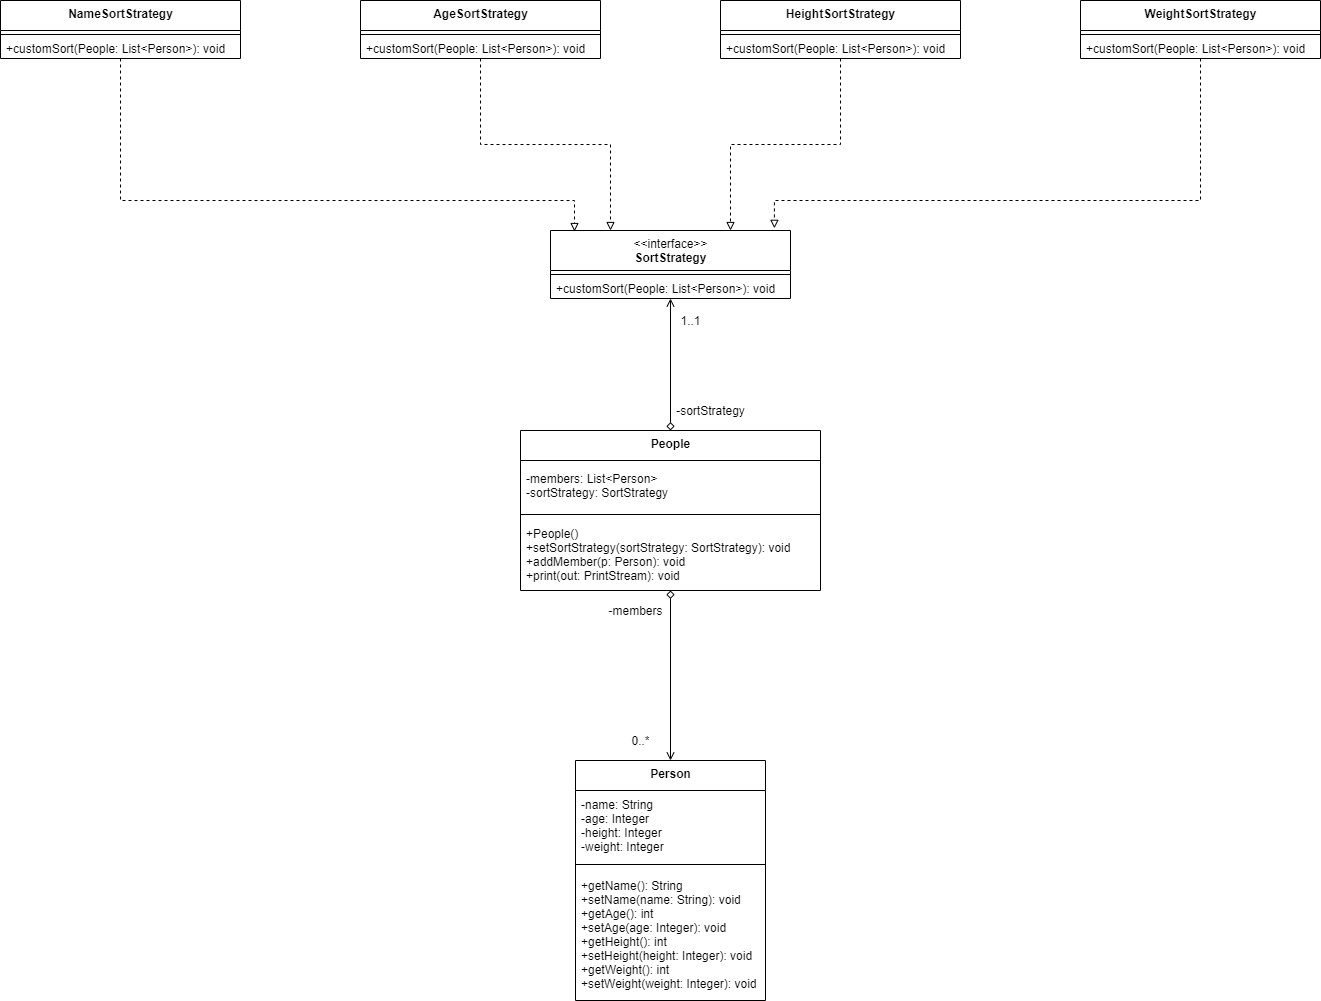 NameSortStrategy
+customSort(People: List<Person>): void
AgeSortStrategy
+customSort(People: List<Person>): void
HeightSortStrategy
+customSort(People: List<Person>): void
WeightSortStrategy
+customSort(People: List<Person>): void
<<interface>>
SortStrategy
+customSort(People: List<Person>): void
1..1
-sortStrategy
People
-members: List<Person>
-sortStrategy: SortStrategy
+People()
+setSortStrategy(sortStrategy: SortStrategy): void
+addMember(p: Person): void
+print(out: PrintStream): void
-members
0..*
Person
-name: String
-age: Integer
-height: Integer
-weight: Integer
+getName(): String
+setName(name: String): void
+getAge(): int
+setAge(age: Integer): void
+getHeight(): int
+setHeight(height: Integer): void
+getWeight(): int
+setWeight(weight: Integer): void